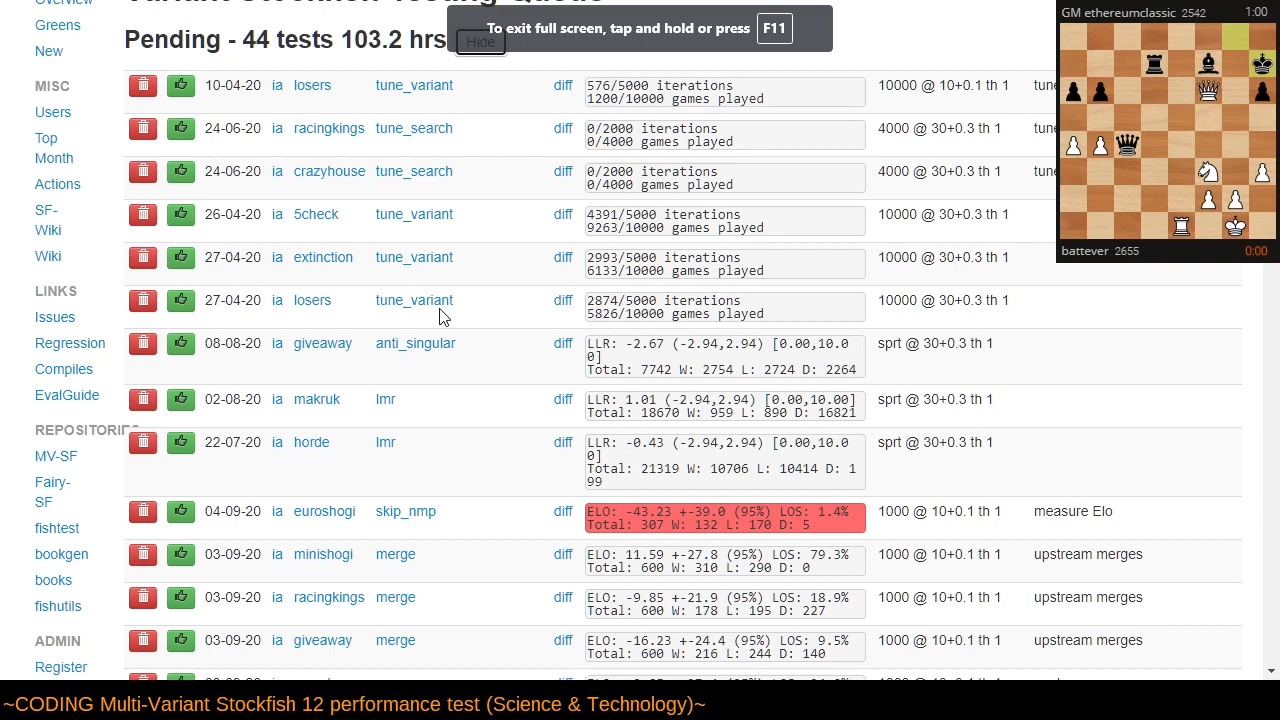 Variant Stockfish Testing Queue
Pending - 44 tests 103.2 hrs Hide
To exit full screen, tap and hold or press F11
GM ethereumclassic 2542 1:00
battever 2655 0:00
Overview
Greens
New
MISC
Users
Top
Month
Actions
SF-
Wiki
Wiki
LINKS
Issues
Regression
Compiles
EvalGuide
REPOSITORIES
MV-SF
Fairy-
SF
fishtest
bookgen
books
fishutils
ADMIN
Register
10-04-20 ia losers tune_variant diff 576/5000 iterations 10000 @ 10+0.1 th 1 tune
1200/10000 games played
24-06-20 ia racingkings tune_search diff 0/2000 iterations 4000 @ 30+0.3 th 1 tune
0/4000 games played
24-06-20 ia crazyhouse tune_search diff 0/2000 iterations 4000 @ 30+0.3 th 1 tune
0/4000 games played
26-04-20 ia 5check tune_variant diff 4391/5000 iterations 10000 @ 30+0.3 th 1
9263/10000 games played
27-04-20 ia extinction tune_variant diff 2993/5000 iterations 10000 @ 30+0.3 th 1
6133/10000 games played
27-04-20 ia losers tune_variant diff 2874/5000 iterations 10000 @ 30+0.3 th 1
5826/10000 games played
08-08-20 ia giveaway anti_singular diff LLR: -2.67 (-2.94,2.94) [0.00,10.0 sprt @ 30+0.3 th 1
0]
Total: 7742 W: 2754 L: 2724 D: 2264
02-08-20 ia makruk lmr diff LLR: 1.01 (-2.94,2.94) [0.00,10.00] sprt @ 30+0.3 th 1
Total: 18670 W: 959 L: 890 D: 16821
22-07-20 ia horde lmr diff LLR: -0.43 (-2.94,2.94) [0.00,10.0 sprt @ 30+0.3 th 1
0]
Total: 21319 W: 10706 L: 10414 D: 1
99
04-09-20 ia euroshogi skip_nmp diff ELO: -43.23 +-39.0 (95%) LOS: 1.4% 1000 @ 10+0.1 th 1 measure Elo
Total: 307 W: 132 L: 170 D: 5
03-09-20 ia minishogi merge diff ELO: 11.59 +-27.8 (95%) LOS: 79.3% 1000 @ 10+0.1 th 1 upstream merges
Total: 600 W: 310 L: 290 D: 0
03-09-20 ia racingkings merge diff ELO: -9.85 +-21.9 (95%) LOS: 18.9% 1000 @ 10+0.1 th 1 upstream merges
Total: 600 W: 178 L: 195 D: 227
03-09-20 ia giveaway merge diff ELO: -16.23 +-24.4 (95%) LOS: 9.5% 1000 @ 10+0.1 th 1 upstream merges
Total: 600 W: 216 L: 244 D: 140
~CODING Multi-Variant Stockfish 12 performance test (Science & Technology)~